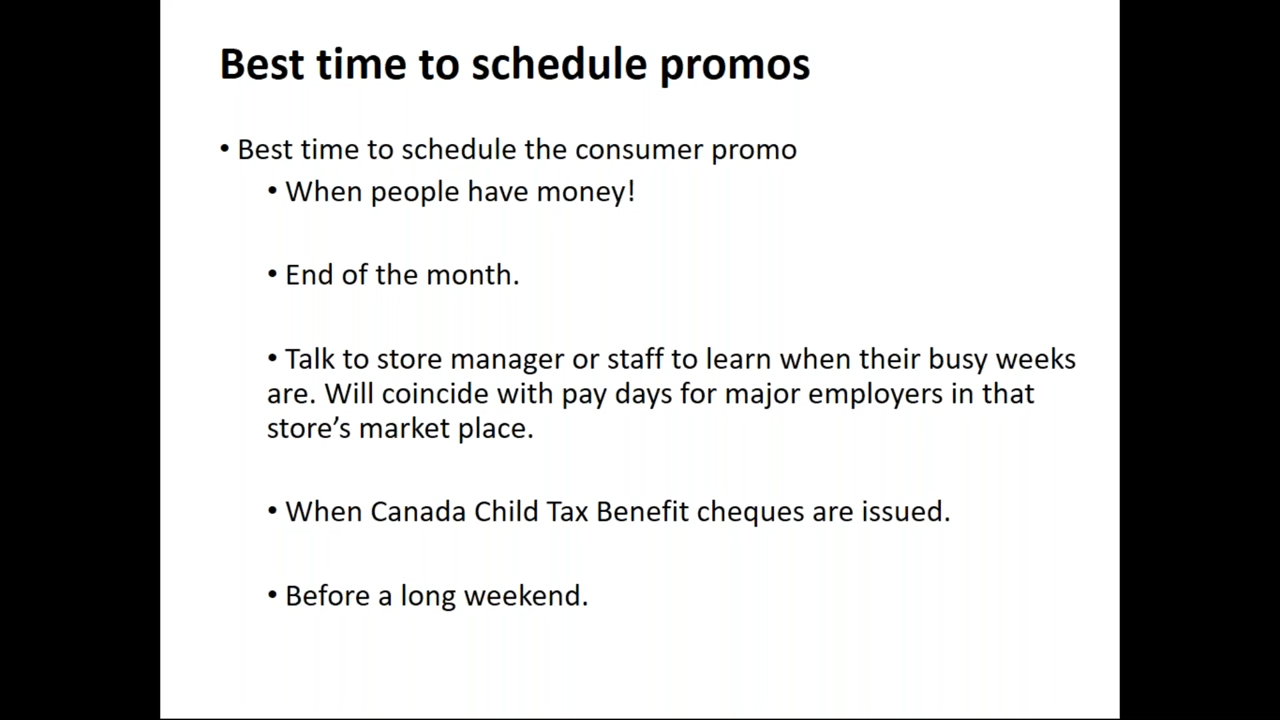 Best time to schedule promos
• Best time to schedule the consumer promo
• When people have money!
• End of the month.
• Talk to store manager or staff to learn when their busy weeks
are. Will coincide with pay days for major employers in that
store’s market place.
• When Canada Child Tax Benefit cheques are issued.
• Before a long weekend.